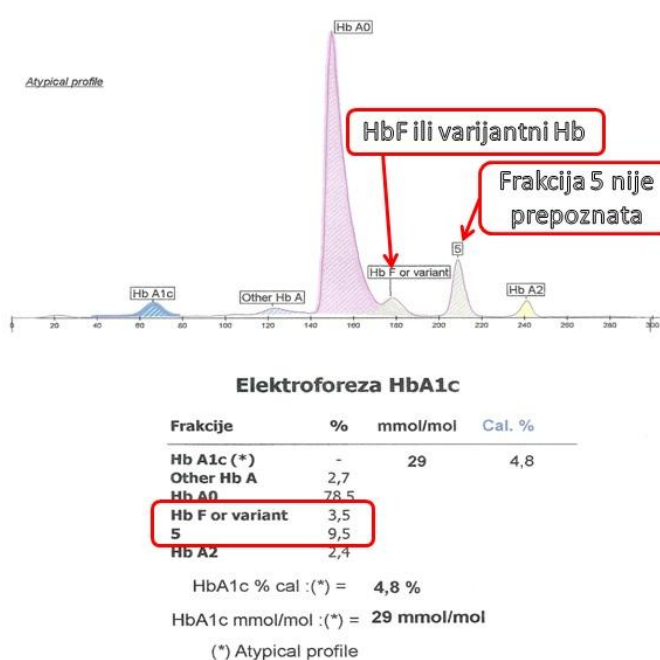 Hb A0
Atypical profile
HbF ili varijantni Hb
Frakcija 5 nije
prepoznata
5
Hb F or variant
Hb A1c
Other Hb A
Hb A2
0 20 40 60 80 100 120 140 160 180 200 220 240 260 280 300
Elektroforeza HbA1c
Frakcije % mmol/mol Cal. %
Hb A1c (*) - 29 4,8
Other Hb A 2,7
Hb A0 78,5
Hb F or variant 3,5
5 9,5
Hb A2 2,4
HbA1c % cal :(*) = 4,8 %
HbA1c mmol/mol :(*) = 29 mmol/mol
(*) Atypical profile